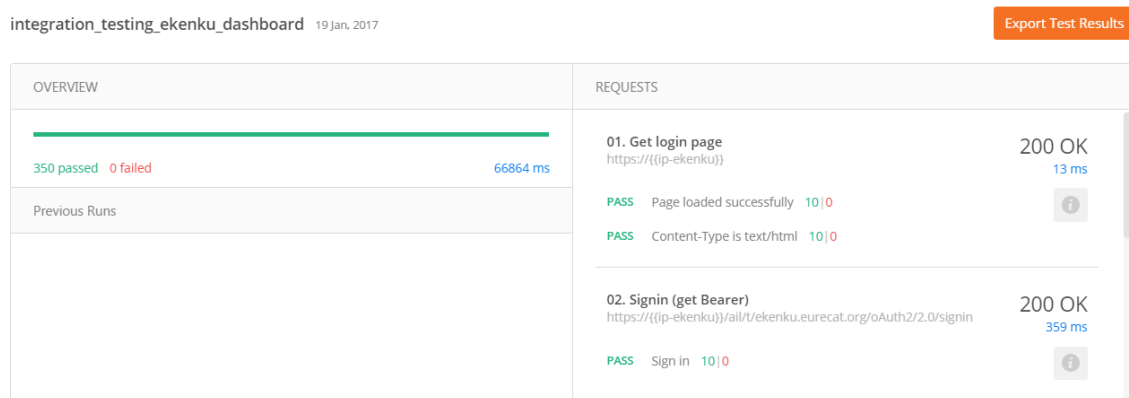 integration_testing_ekenku_dashboard 19 Jan, 2017
Export Test Results
OVERVIEW
350 passed 0 failed 66864 ms
Previous Runs
REQUESTS
01. Get login page 200 OK
https://{{ip-ekenku}} 13 ms
PASS Page loaded successfully 10|0
PASS Content-Type is text/html 10|0
02. Signin (get Bearer) 200 OK
https://{{ip-ekenku}}/ail/t/ekenku.eurecat.org/oAuth2/2.0/signin
359 ms
PASS Sign in 10|0